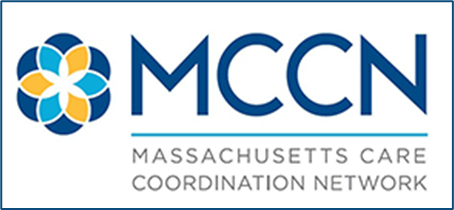 MCCN
MASSACHUSETTS CARE
COORDINATION NETWORK